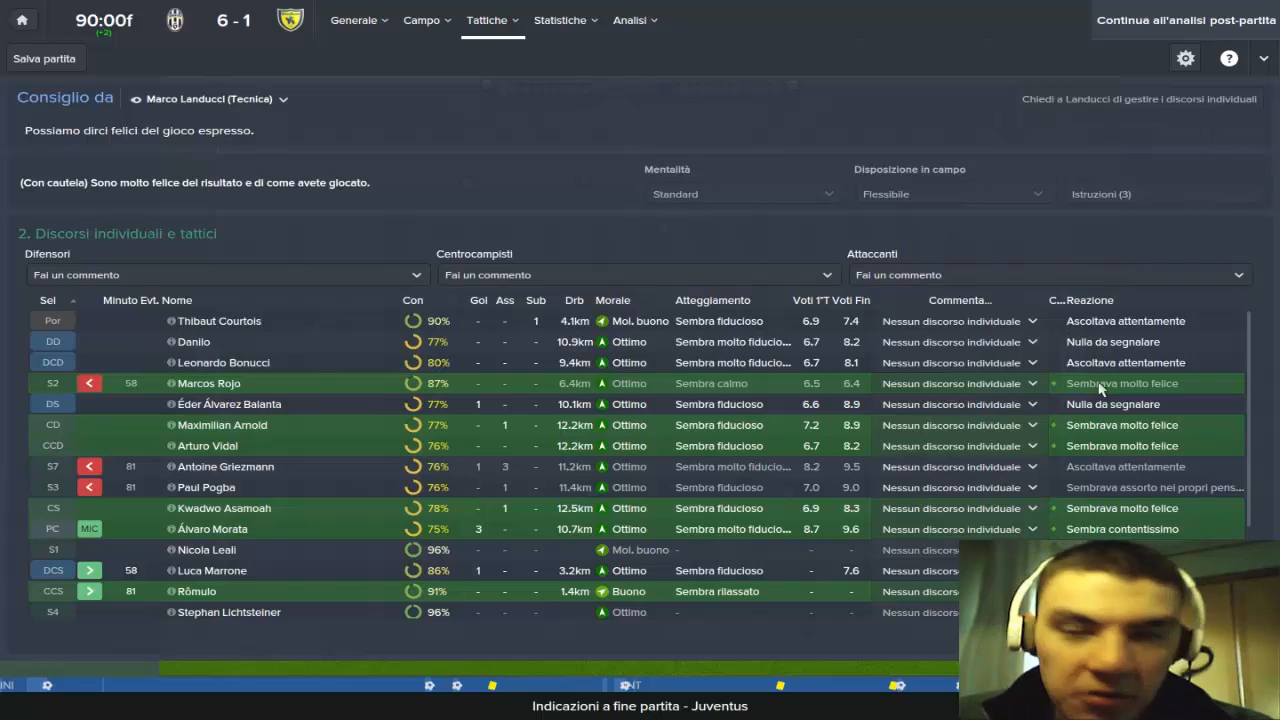 90:00f 6 - 1 Generale Campo Tattiche Statistiche Analisi Continua all'analisi post-partita
(+2)
Salva partita ?
Consiglio da Marco Landucci (Tecnica) Chiedi a Landucci di gestire i discorsi individuali
Possiamo dirci felici del gioco espresso.
Mentalità Disposizione in campo
(Con cautela) Sono molto felice del risultato e di come avete giocato. Standard Flessibile Istruzioni (3)
2. Discorsi individuali e tattici
Difensori Centrocampisti Attaccanti
Fai un commento Fai un commento Fai un commento
Sel Minuto Evt. Nome Con Gol Ass Sub Drb Morale Atteggiamento Voti 1°T Voti Fin Commenta... C... Reazione
Por Thibaut Courtois 90% - - 1 4.1km Mol. buono Sembra fiducioso 6.9 7.4 Nessun discorso individuale Ascoltava attentamente
DD Danilo 77% - - - 10.9km Ottimo Sembra molto fiducio... 6.7 8.2 Nessun discorso individuale Nulla da segnalare
DCD Leonardo Bonucci 80% - - - 9.4km Ottimo Sembra molto fiducio... 6.7 8.1 Nessun discorso individuale Ascoltava attentamente
S2 < 58 Marcos Rojo 87% - - - 6.4km Ottimo Sembra calmo 6.5 6.4 Nessun discorso individuale Sembrava molto felice
DS Éder Álvarez Balanta 77% 1 - - 10.1km Ottimo Sembra fiducioso 6.6 8.9 Nessun discorso individuale Nulla da segnalare
CD Maximilian Arnold 77% - 1 - 12.2km Ottimo Sembra fiducioso 7.2 8.9 Nessun discorso individuale Sembrava molto felice
CCD Arturo Vidal 76% - - - 12.2km Ottimo Sembra fiducioso 6.7 8.2 Nessun discorso individuale Sembrava molto felice
S7 < 81 Antoine Griezmann 76% 1 3 - 11.2km Ottimo Sembra molto fiducio... 8.2 9.5 Nessun discorso individuale Ascoltava attentamente
S3 < 81 Paul Pogba 76% - 1 - 11.4km Ottimo Sembra fiducioso 7.0 9.0 Nessun discorso individuale Sembrava assorto nei propri pens...
CS Kwadwo Asamoah 78% - 1 - 12.5km Ottimo Sembra fiducioso 6.9 8.3 Nessun discorso individuale Sembrava molto felice
PC MiC Álvaro Morata 75% 3 - - 10.7km Ottimo Sembra molto fiducio... 8.7 9.6 Nessun discorso individuale Sembra contentissimo
S1 Nicola Leali 96% - - - Mol. buono - - - Nessun discorso
DCS > 58 Luca Marrone 86% 1 - - 3.2km Ottimo Sembra fiducioso - 7.6 Nessun discorso
CCS > 81 Rômulo 91% - - - 1.4km Buono Sembra rilassato - - Nessun discorso
S4 Stephan Lichtsteiner 96% - - - Ottimo - - - Nessun discorso
Indicazioni a fine partita - Juventus